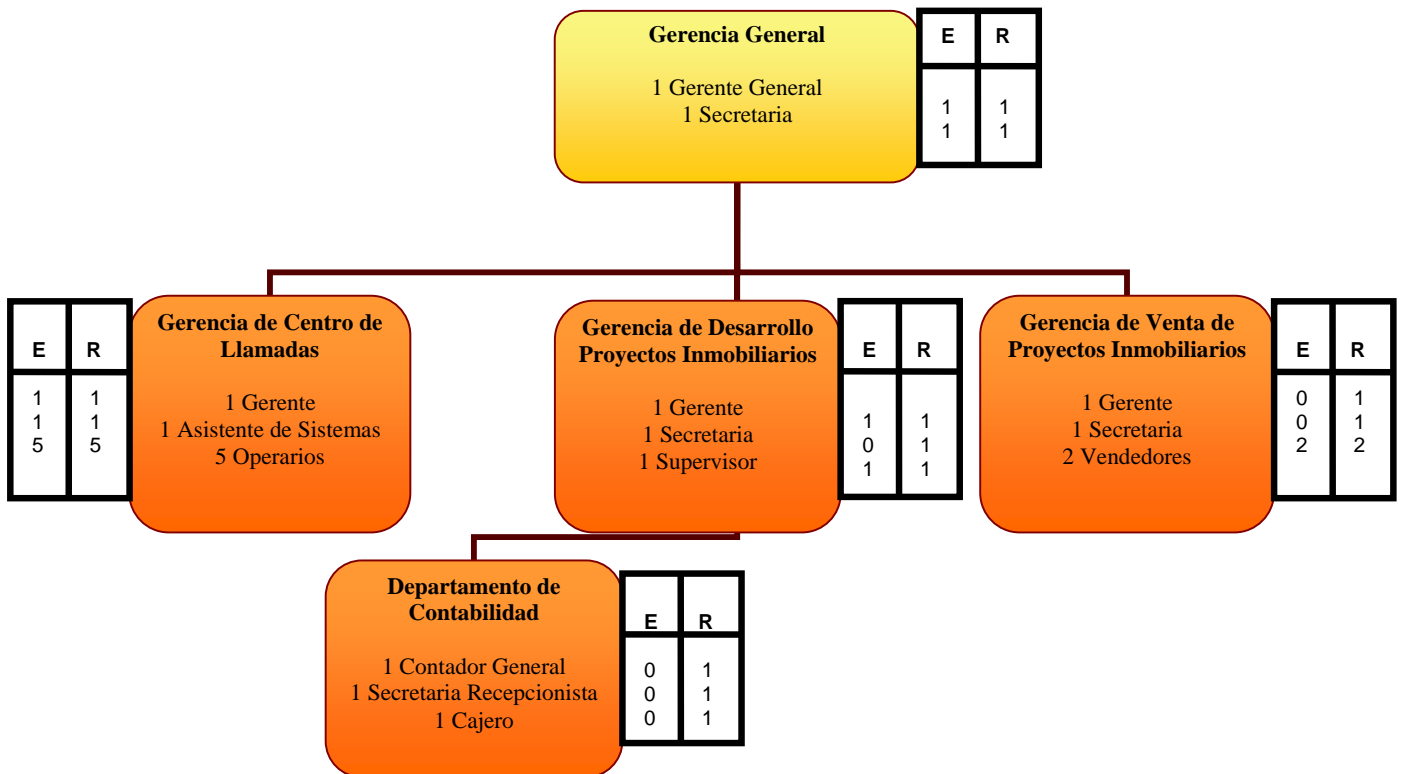 Gerencia General
1 Gerente General
1 Secretaria
E R
1 1
1 1
Gerencia de Centro de
Llamadas
1 Gerente
1 Asistente de Sistemas
5 Operarios
E R
1 1
1 1
5 5
Gerencia de Desarrollo
Proyectos Inmobiliarios
1 Gerente
1 Secretaria
1 Supervisor
E R
1 1
0 1
1 1
Gerencia de Venta de
Proyectos Inmobiliarios
1 Gerente
1 Secretaria
2 Vendedores
E R
0 1
0 1
2 2
Departamento de
Contabilidad
1 Contador General
1 Secretaria Recepcionista
1 Cajero
E R
0 1
0 1
0 1